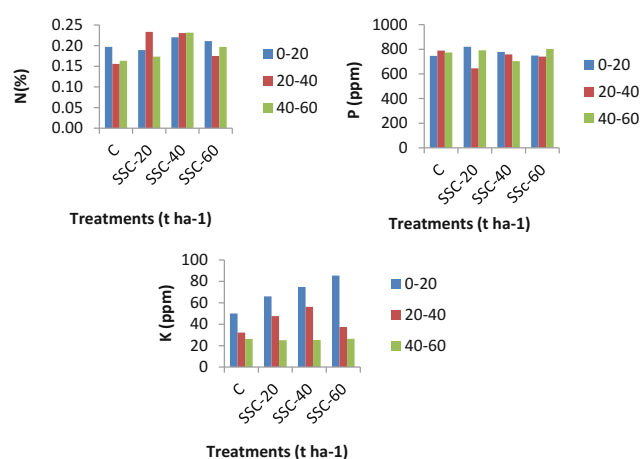 N(%)
0.25
0.20
0.15
0.10
0.05
0.00
C
SSC-20
SSC-40
SSC-60
0-20
20-40
40-60
Treatments (t ha-1)
P (ppm)
1000
800
600
400
200
0
C
SSC-20
SSC-40
SSc-60
0-20
20-40
40-60
Treatments (t ha-1)
K (ppm)
100
80
60
40
20
0
C
SSC-20
SSC-40
SSC-60
0-20
20-40
40-60
Treatments (t ha-1)